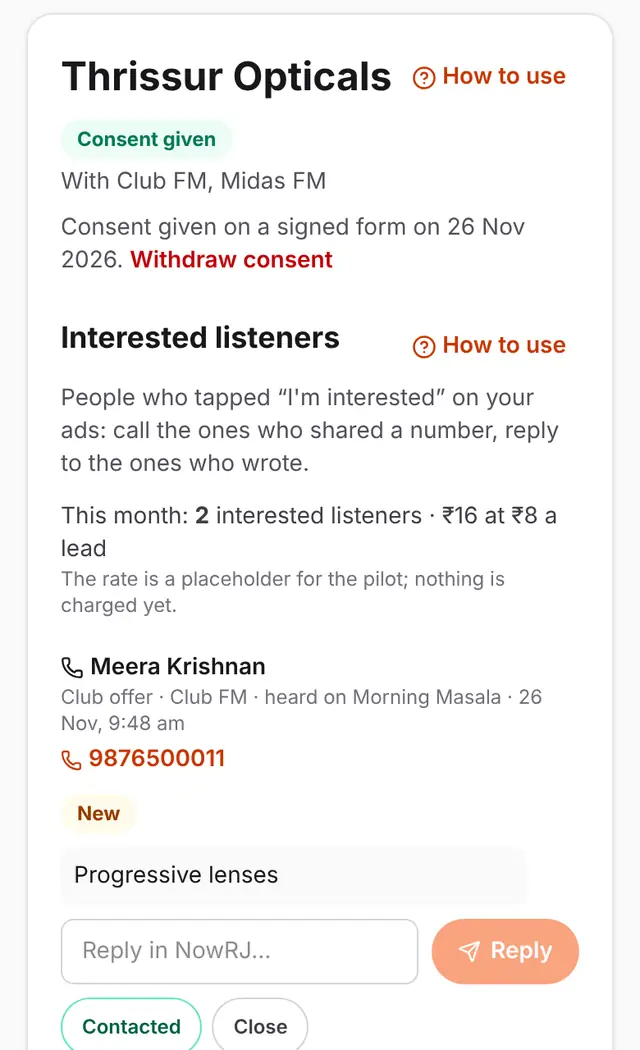 Thrissur Opticals
How to use
Consent given
With Club FM, Midas FM
Consent given on a signed form on 26 Nov
2026. Withdraw consent
Interested listeners
How to use
People who tapped “I'm interested” on your
ads: call the ones who shared a number, reply
to the ones who wrote.
This month: 2 interested listeners · ₹16 at ₹8 a
lead
The rate is a placeholder for the pilot; nothing is
charged yet.
Meera Krishnan
Club offer · Club FM · heard on Morning Masala · 26
Nov, 9:48 am
9876500011
New
Progressive lenses
Reply in NowRJ...
Reply
Contacted
Close